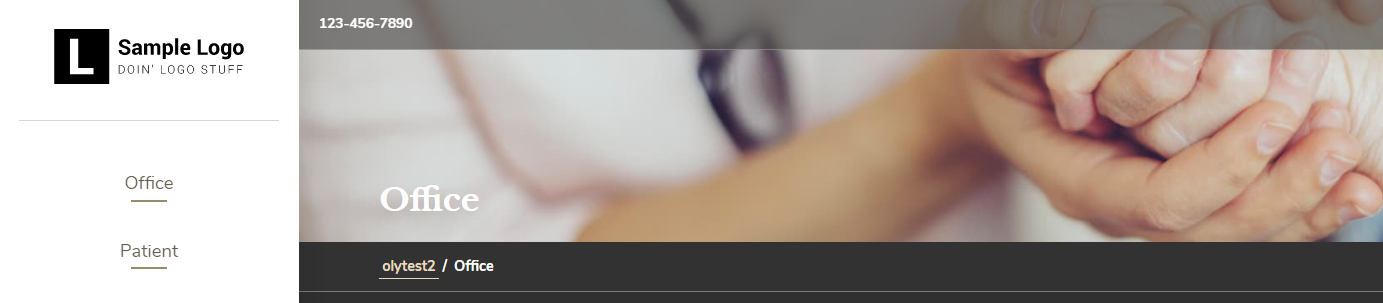 L
Sample Logo
DOIN' LOGO STUFF
Office
Patient
123-456-7890
Office
olytest2 / Office